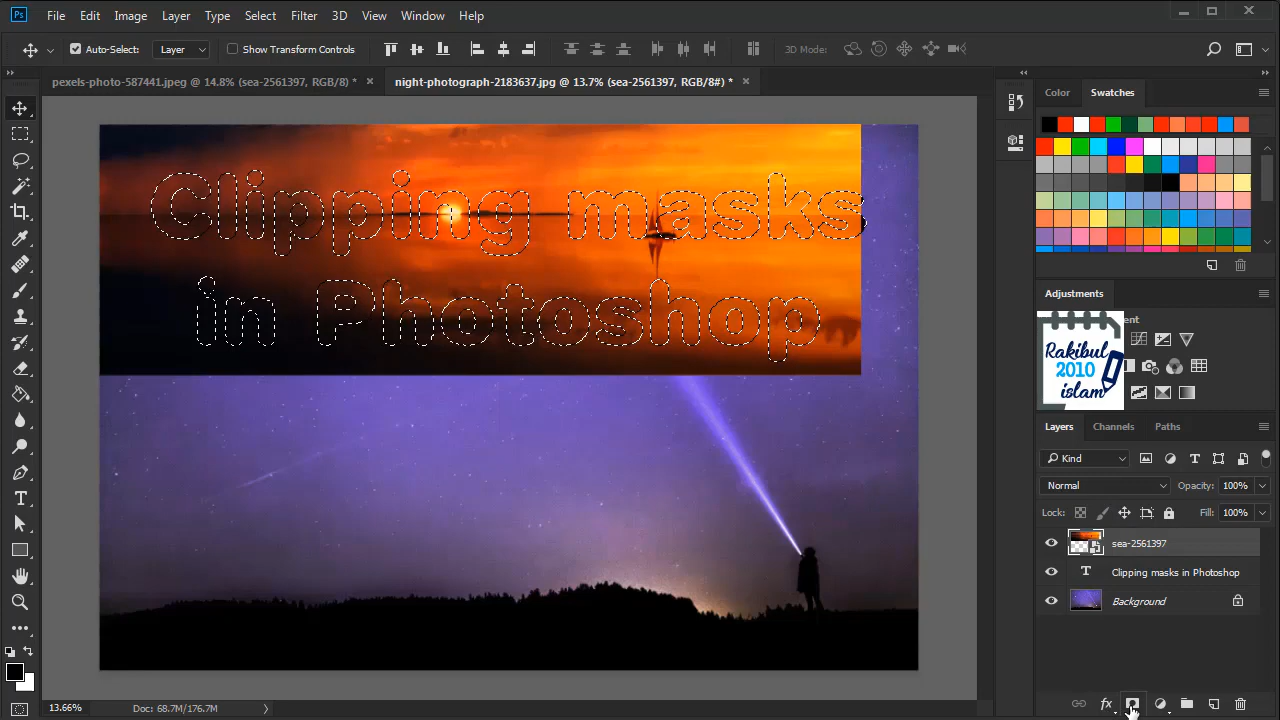 Ps File Edit Image Layer Type Select Filter 3D View Window Help
Auto-Select: Layer Show Transform Controls 3D Mode:
pexels-photo-587441.jpeg @ 14.8% (sea-2561397, RGB/8) * night-photograph-2183637.jpg @ 13.7% (sea-2561397, RGB/8#) *
Color Swatches
Clipping masks
in Photoshop
Adjustments
ent
Rakibul
2010
islam
Layers Channels Paths
Kind
Normal Opacity: 100%
Lock: Fill: 100%
sea-2561397
T Clipping masks in Photoshop
Background
fx
13.66% Doc: 68.7M/176.7M